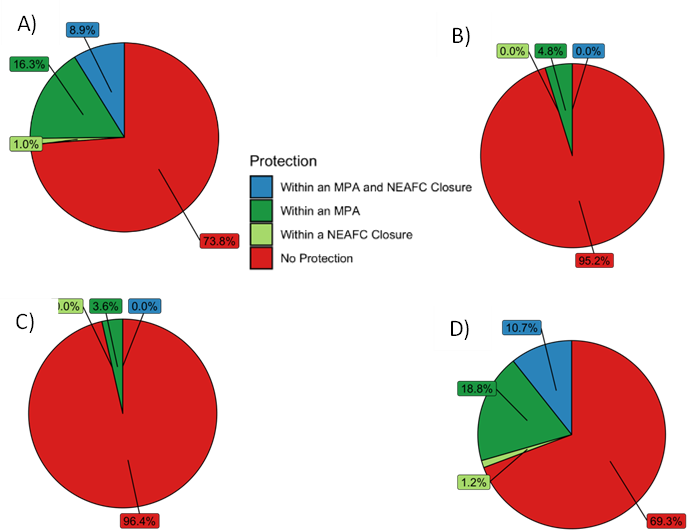 A)
8.9%
16.3%
1.0%
73.8%
B)
0.0% 4.8% 0.0%
95.2%
Protection
Within an MPA and NEAFC Closure
Within an MPA
Within a NEAFC Closure
No Protection
C)
.0% 3.6% 0.0%
96.4%
D)
10.7%
18.8%
1.2%
69.3%